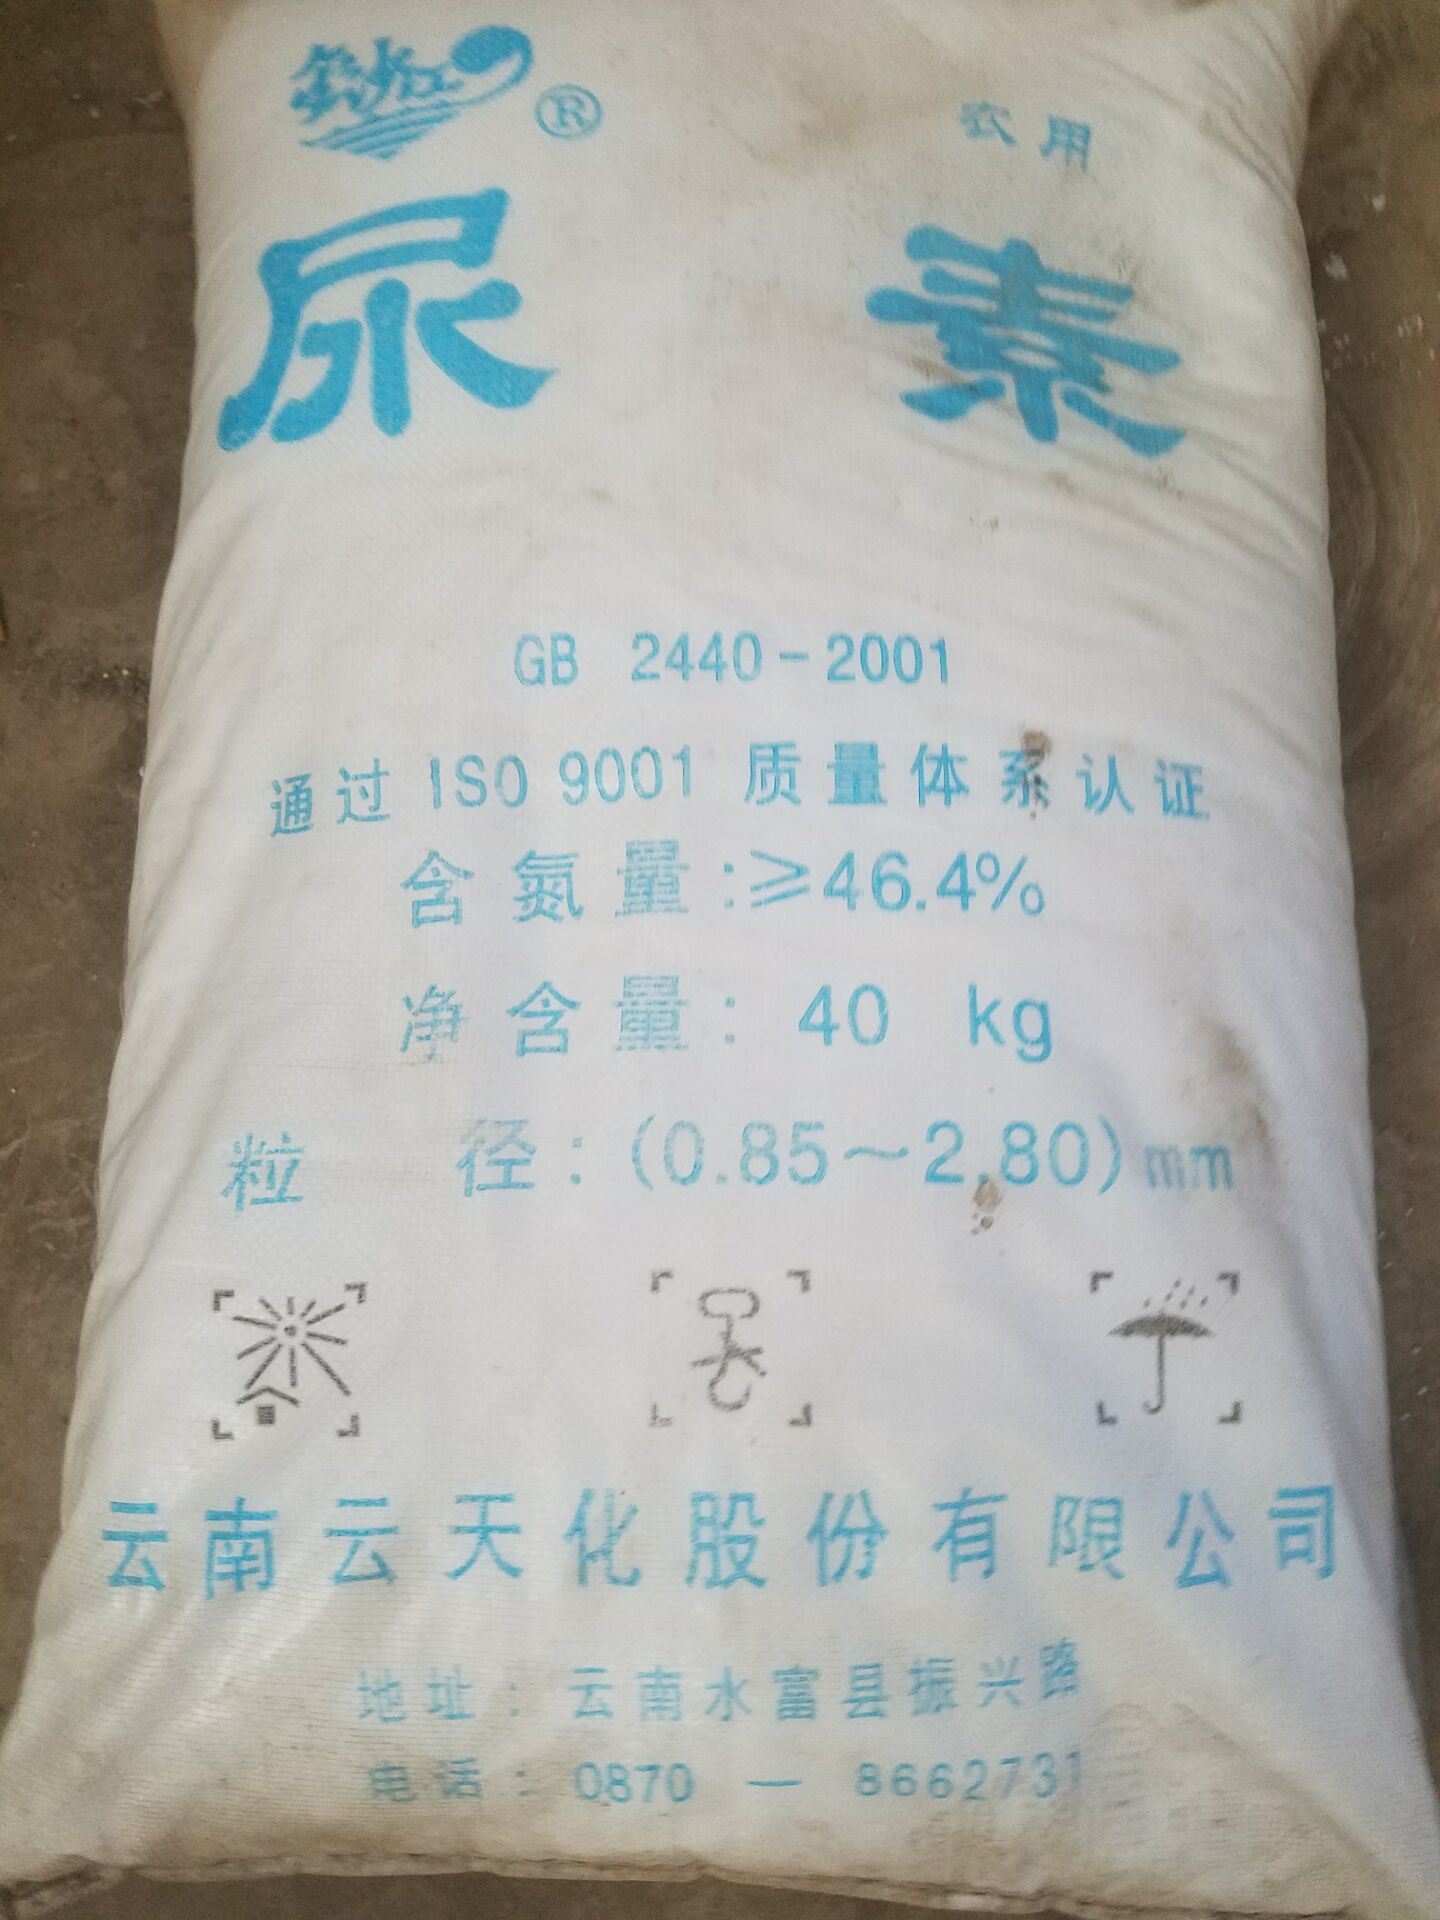 金沙江 ®
农用
尿素
GB 2440-2001
通过 ISO 9001 质量体系认证
含氮量:≥46.4%
净含量: 40 kg
粒 径:(0.85～2.80)mm
云南云天化股份有限公司
地址: 云南水富县振兴路
电话: 0870 — 8662731